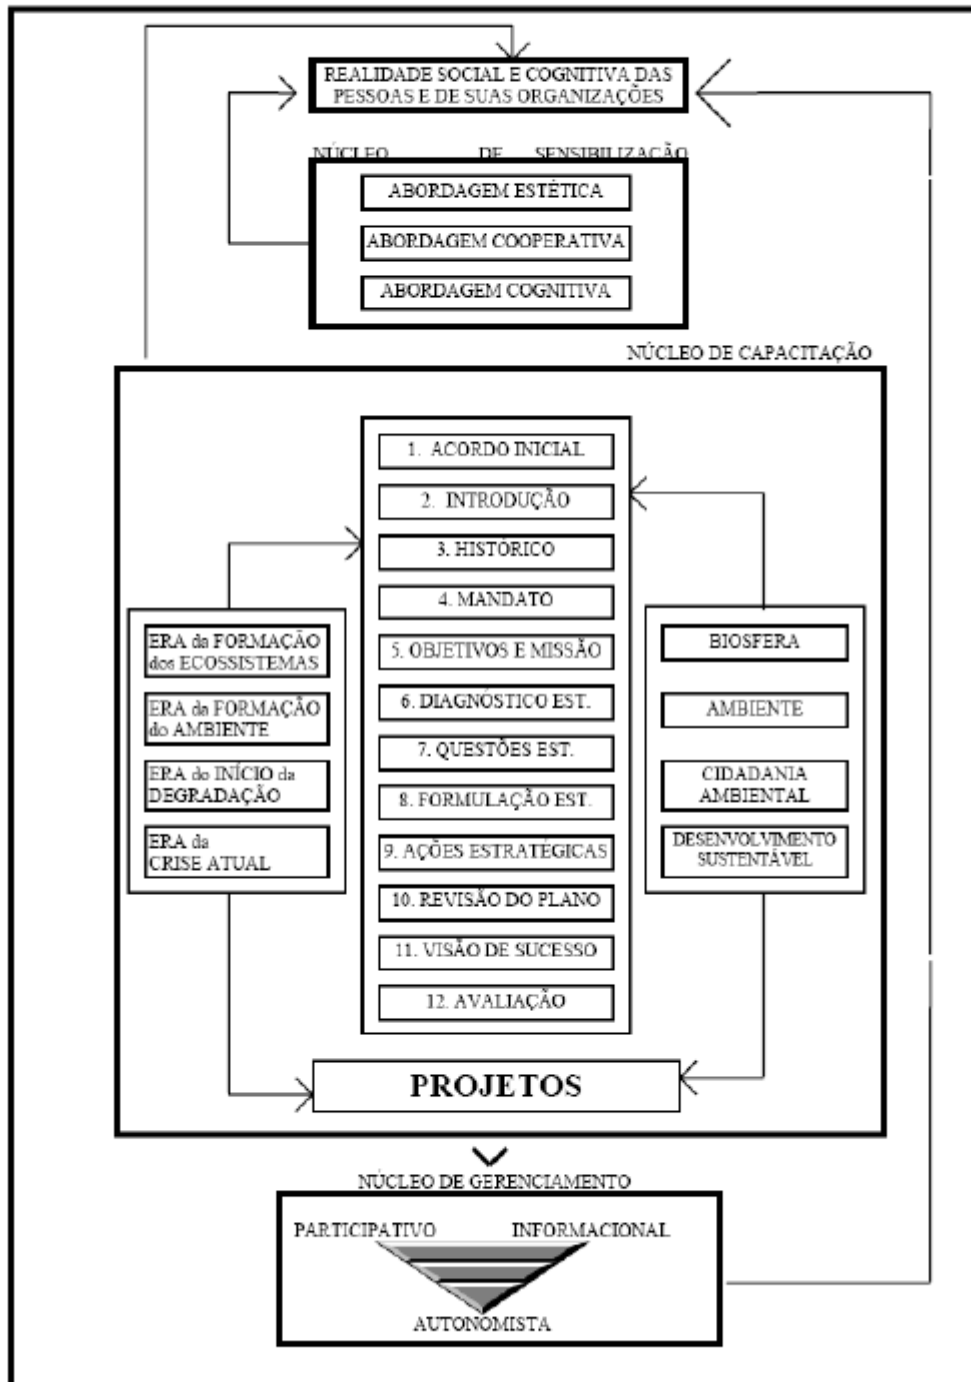 REALIDADE SOCIAL E COGNITIVA DAS
PESSOAS E DE SUAS ORGANIZAÇÕES
NÚCLEO DE SENSIBILIZAÇÃO
ABORDAGEM ESTÉTICA
ABORDAGEM COOPERATIVA
ABORDAGEM COGNITIVA
NÚCLEO DE CAPACITAÇÃO
1. ACORDO INICIAL
2. INTRODUÇÃO
3. HISTÓRICO
4. MANDATO
5. OBJETIVOS E MISSÃO
6. DIAGNÓSTICO EST.
7. QUESTÕES EST.
8. FORMULAÇÃO EST.
9. AÇÕES ESTRATÉGICAS
10. REVISÃO DO PLANO
11. VISÃO DE SUCESSO
12. AVALIAÇÃO
ERA da FORMAÇÃO
dos ECOSSISTEMAS
ERA da FORMAÇÃO
do AMBIENTE
ERA do INÍCIO da
DEGRADAÇÃO
ERA da
CRISE ATUAL
BIOSFERA
AMBIENTE
CIDADANIA
AMBIENTAL
DESENVOLVIMENTO
SUSTENTÁVEL
PROJETOS
NÚCLEO DE GERENCIAMENTO
PARTICIPATIVO
INFORMACIONAL
AUTONOMISTA